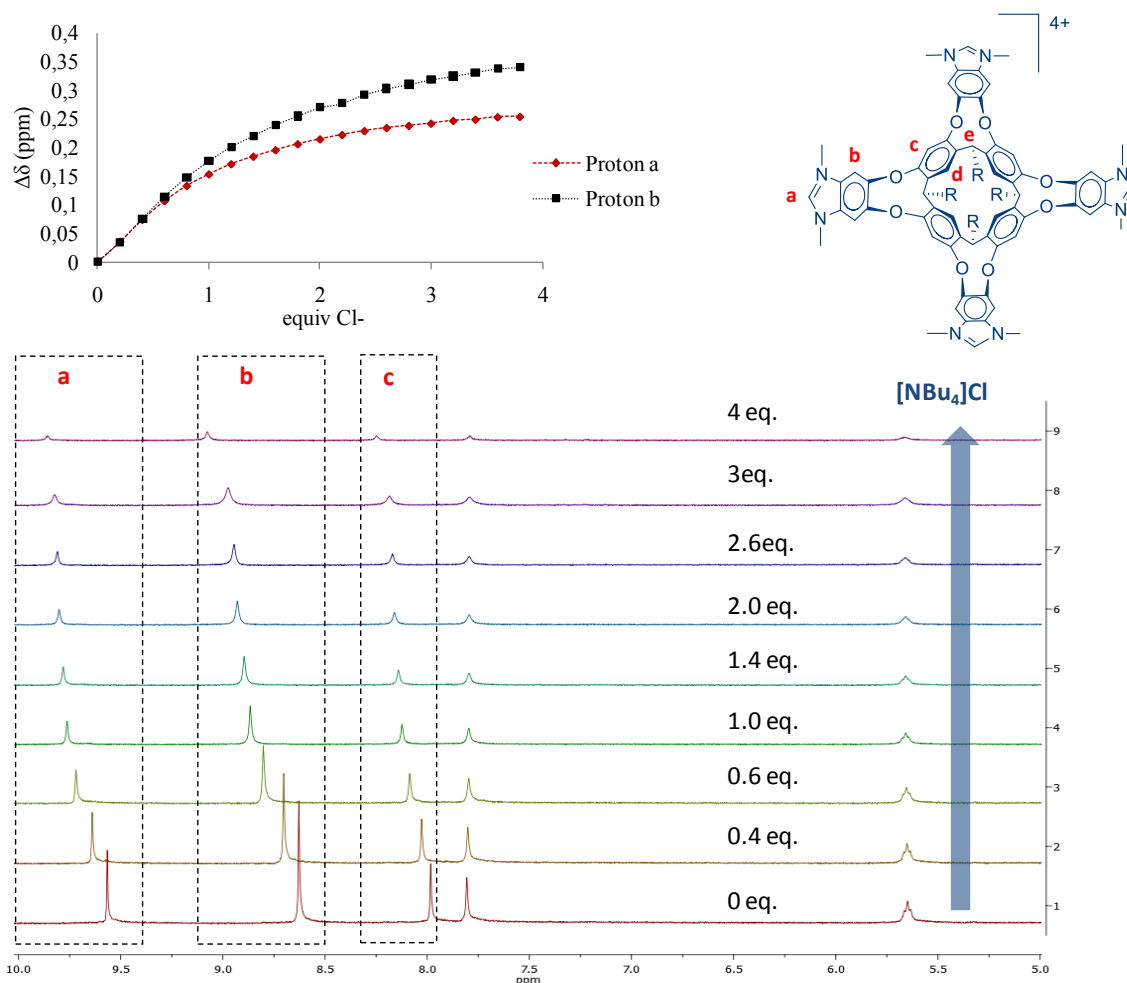 0,4
0,35
0,3
0,25
0,2
0,15
0,1
0,05
0
Δδ (ppm)
0 1 2 3 4
equiv Cl-
Proton a
Proton b
4+
N N
O O
e
c
b
d
a
N
N
O
O
R
R
R
R
O
O
N
N
O O
N N
a
b
c
[NBu4]Cl
4 eq.
3eq.
2.6eq.
2.0 eq.
1.4 eq.
1.0 eq.
0.6 eq.
0.4 eq.
0 eq.
9
8
7
6
5
4
3
2
1
10.0 9.5 9.0 8.5 8.0 7.5 7.0 6.5 6.0 5.5 5.0
ppm